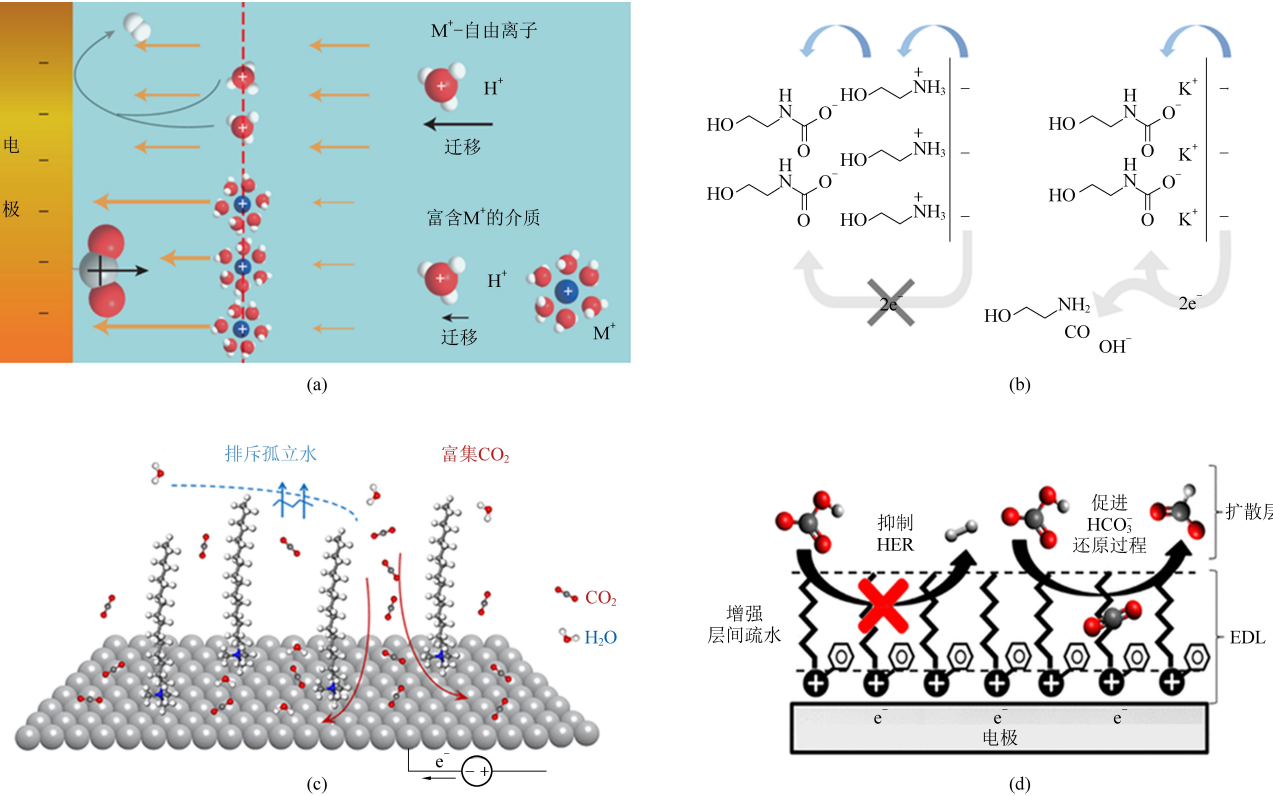 M⁺-自由离子
H⁺
迁移
电
极
富含M⁺的介质
H⁺
迁移
M⁺
(a)
NH₃
+
HO
H
N
O⁻
HO
O
NH₃
+
HO
H
N
O⁻
HO
O
NH₃
+
HO
2e⁻
K⁺
H
N
O⁻
HO
O
K⁺
H
N
O⁻
HO
O
K⁺
2e⁻
HO
NH₂
CO
OH⁻
(b)
排斥孤立水
富集CO₂
CO₂
H₂O
e⁻
− +
(c)
抑制
HER
促进
HCO₃⁻
还原过程
扩散层
增强
层间疏水
EDL
e⁻ e⁻ e⁻
电极
(d)